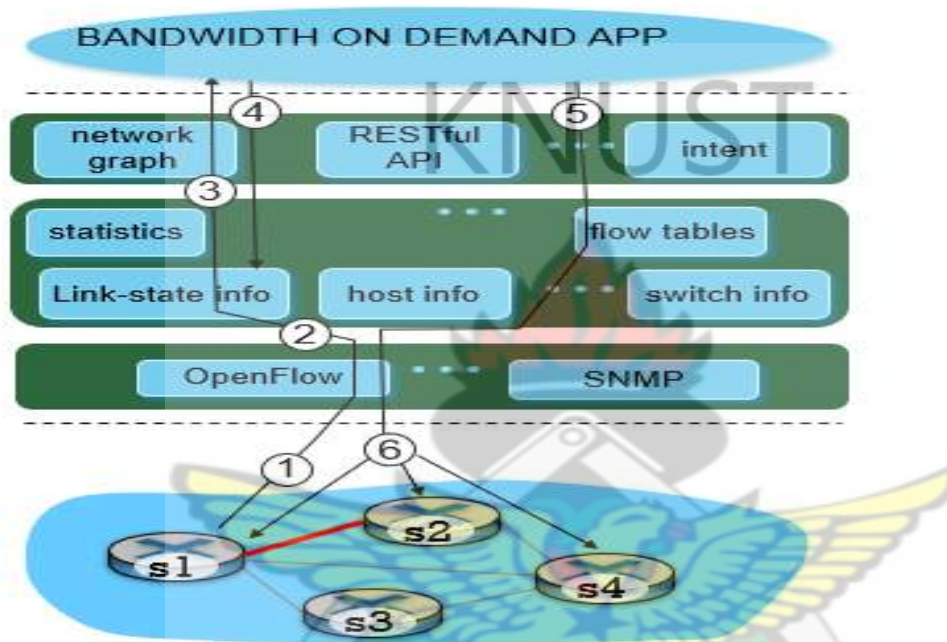 BANDWIDTH ON DEMAND APP
KNUST
4
5
network graph
RESTful API
...
intent
3
statistics
...
flow tables
Link-state info
host info
...
switch info
2
OpenFlow
...
SNMP
1
6
s1
s2
s3
s4